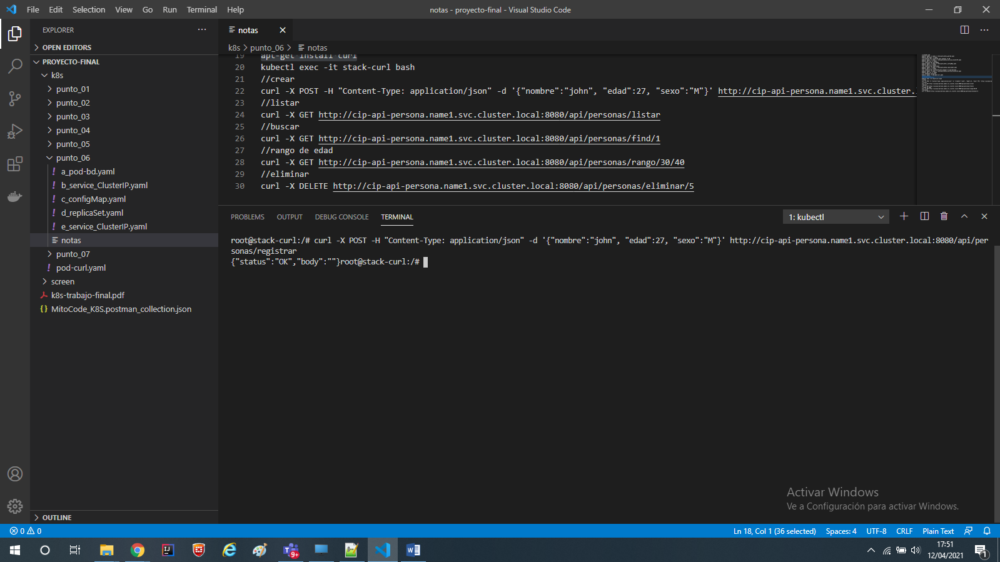 File Edit Selection View Go Run Terminal Help
notas - proyecto-final - Visual Studio Code
EXPLORER
OPEN EDITORS
PROYECTO-FINAL
k8s
punto_01
punto_02
punto_03
punto_04
punto_05
punto_06
! a_pod-bd.yaml
! b_service_ClusterIP.yaml
! c_configMap.yaml
! d_replicaSet.yaml
! e_service_ClusterIP.yaml
notas
punto_07
! pod-curl.yaml
screen
k8s-trabajo-final.pdf
{} MitoCode_K8S.postman_collection.json
OUTLINE
notas
k8s > punto_06 > notas
19 apt-get install curl
20 kubectl exec -it stack-curl bash
21 //crear
22 curl -X POST -H "Content-Type: application/json" -d '{"nombre":"john", "edad":27, "sexo":"M"}' http://cip-api-persona.name1.svc.cluster.
23 //listar
24 curl -X GET http://cip-api-persona.name1.svc.cluster.local:8080/api/personas/listar
25 //buscar
26 curl -X GET http://cip-api-persona.name1.svc.cluster.local:8080/api/personas/find/1
27 //rango de edad
28 curl -X GET http://cip-api-persona.name1.svc.cluster.local:8080/api/personas/rango/30/40
29 //eliminar
30 curl -X DELETE http://cip-api-persona.name1.svc.cluster.local:8080/api/personas/eliminar/5
PROBLEMS OUTPUT DEBUG CONSOLE TERMINAL
1: kubectl
root@stack-curl:/# curl -X POST -H "Content-Type: application/json" -d '{"nombre":"john", "edad":27, "sexo":"M"}' http://cip-api-persona.name1.svc.cluster.local:8080/api/per
sonas/registrar
{"status":"OK","body":""}root@stack-curl:/#
Activar Windows
Ve a Configuración para activar Windows.
0 0
Ln 18, Col 1 (36 selected) Spaces: 4 UTF-8 CRLF Plain Text
9+
17:51
12/04/2021
1